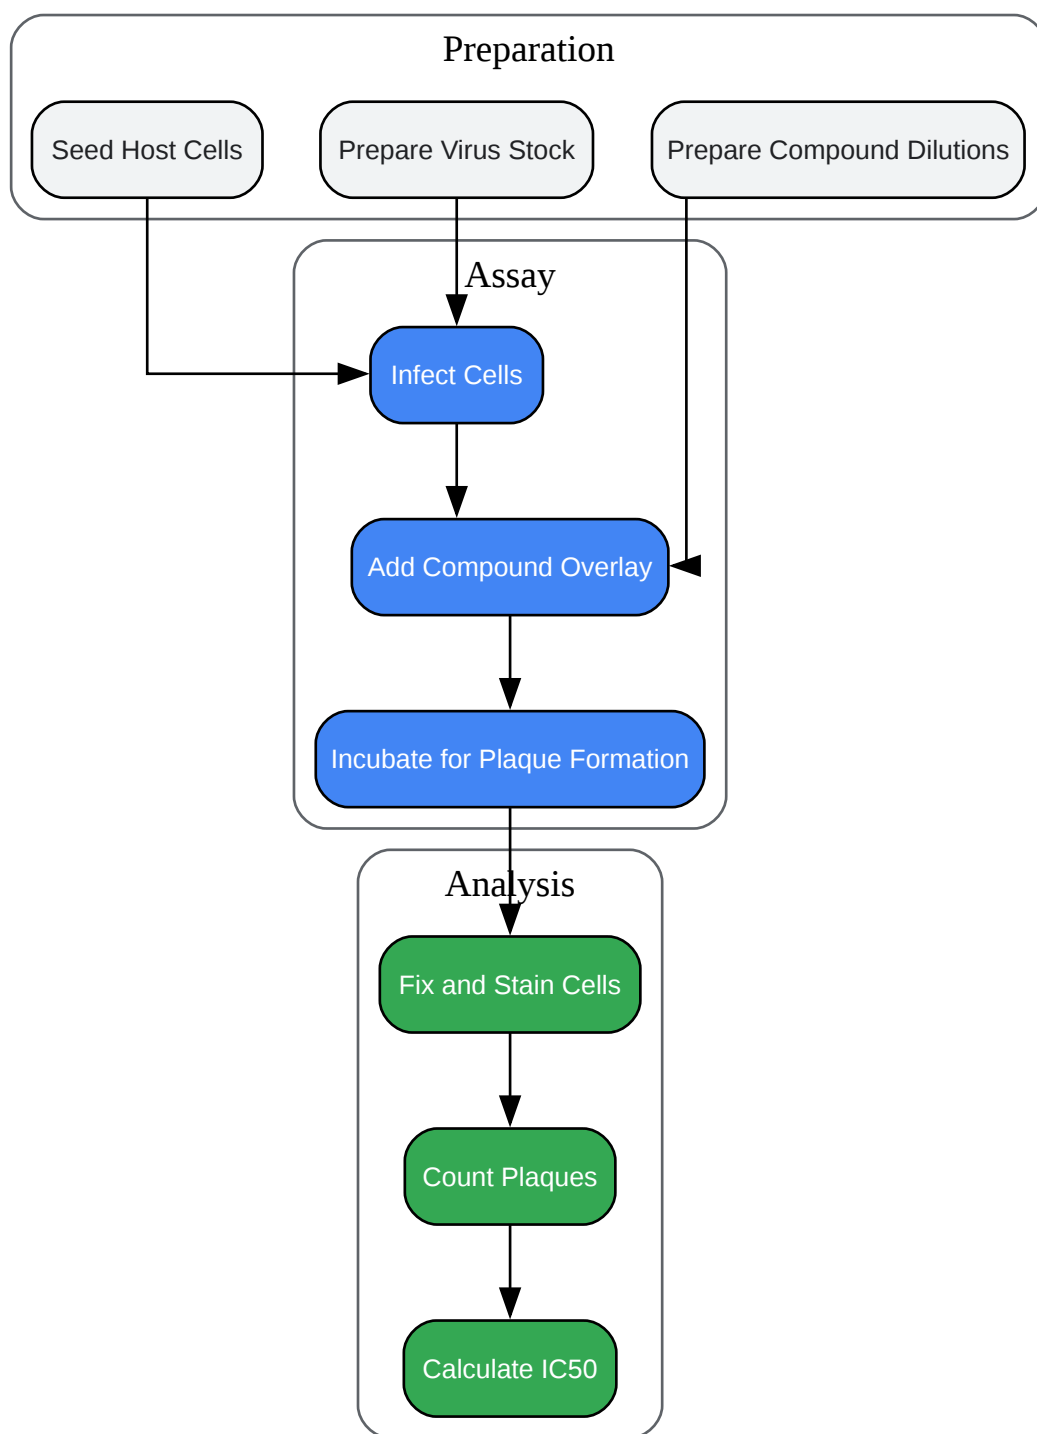 Preparation
Seed Host Cells
Prepare Virus Stock
Prepare Compound Dilutions
Assay
Infect Cells
Add Compound Overlay
Incubate for Plaque Formation
Analysis
Fix and Stain Cells
Count Plaques
Calculate IC50